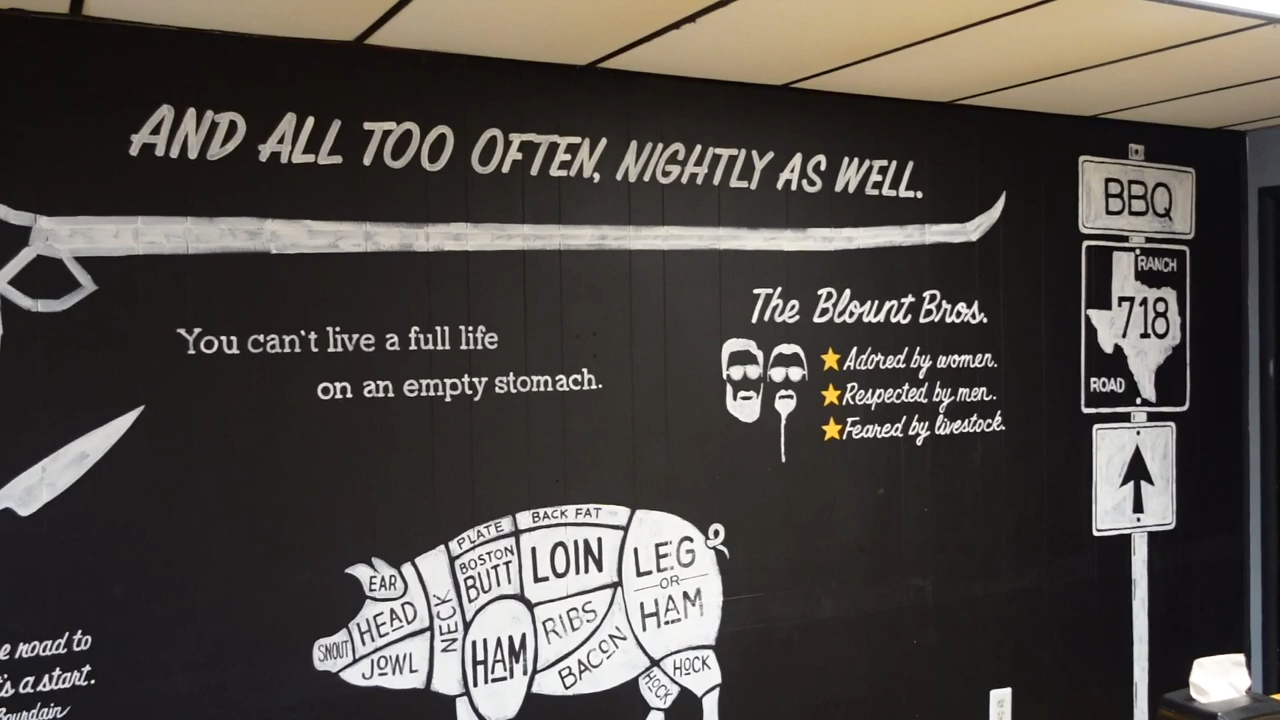 AND ALL TOO OFTEN, NIGHTLY AS WELL.
BBQ
RANCH
718
ROAD
You can't live a full life
on an empty stomach.
The Blount Bros.
Adored by women.
Respected by men.
Feared by livestock.
PLATE
BACK FAT
BOSTON
BUTT
LOIN
LEG
OR
HAM
EAR
HEAD
NECK
SNOUT
JOWL
HAM
RIBS
BACON
HOCK
HOCK
road to
a start.
Bourdain